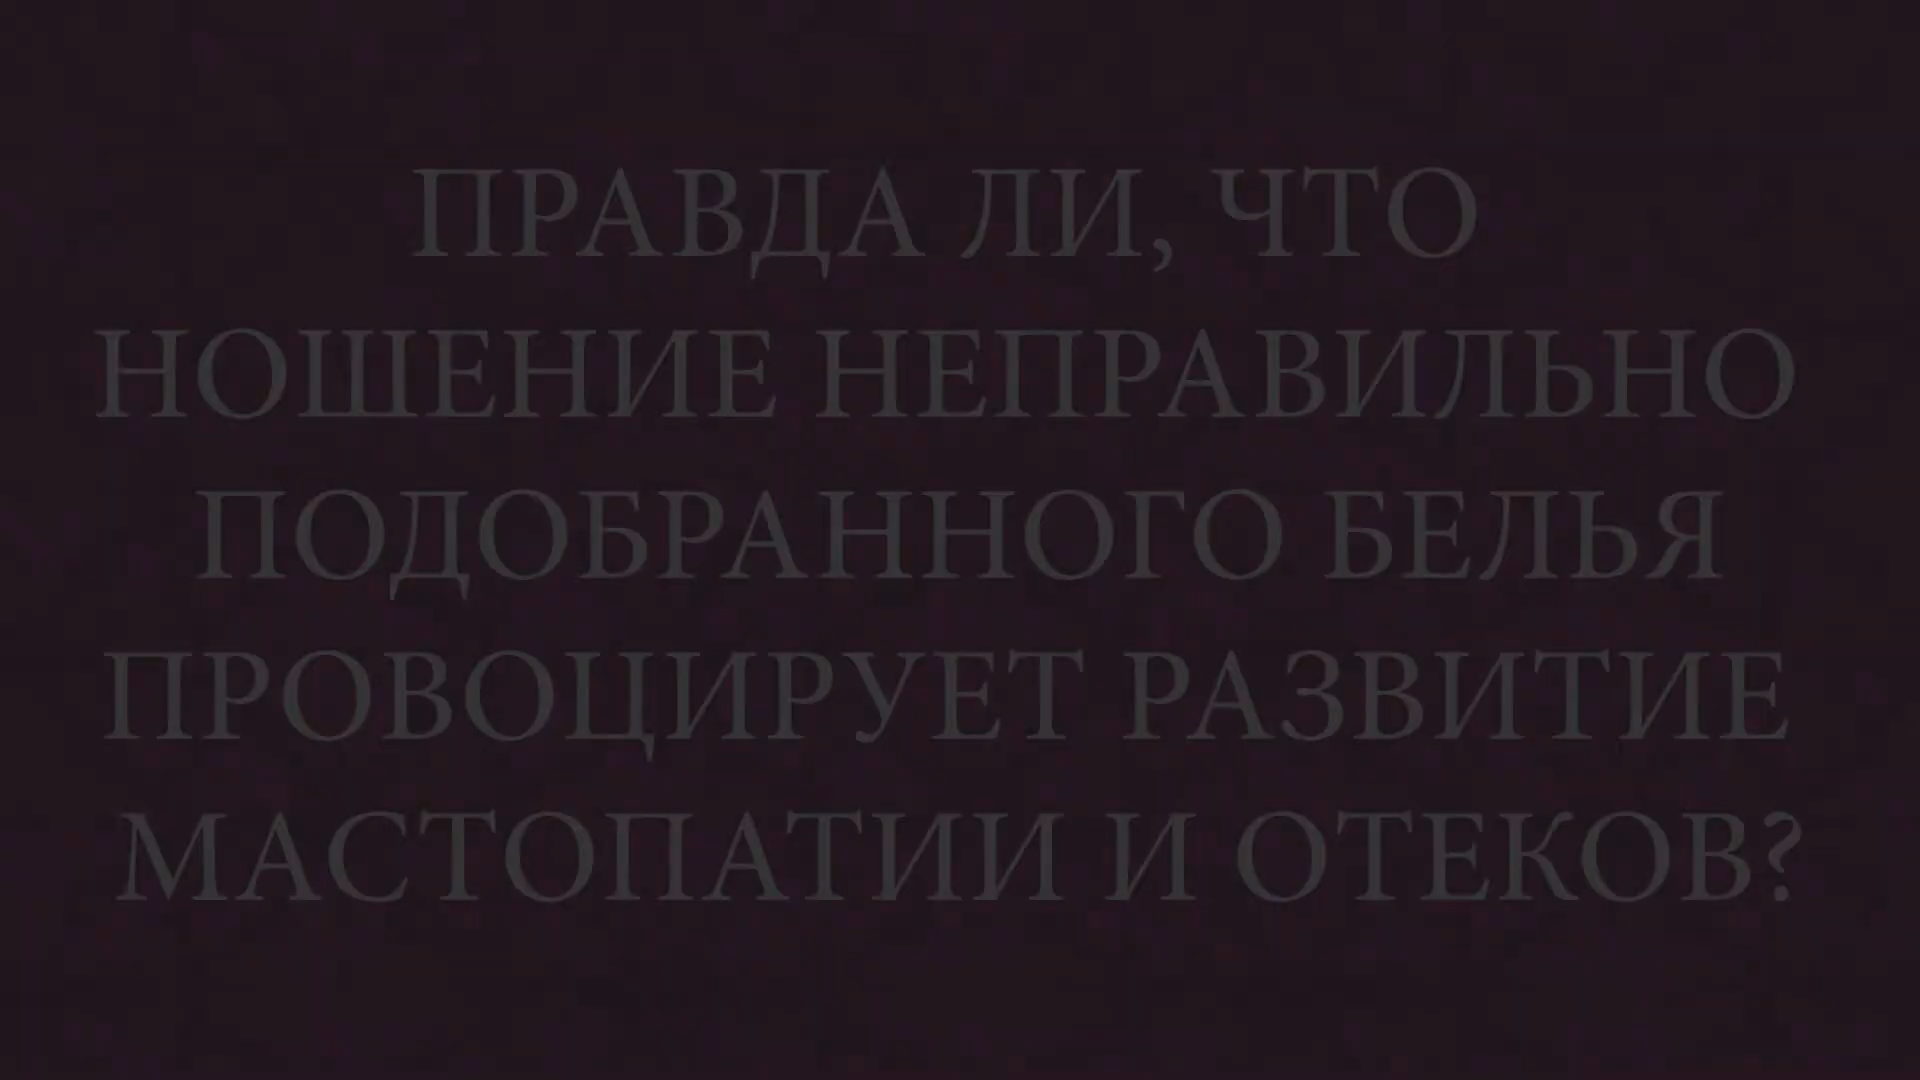 ПРАВДА ЛИ, ЧТО
НОШЕНИЕ НЕПРАВИЛЬНО
ПОДОБРАННОГО БЕЛЬЯ
ПРОВОЦИРУЕТ РАЗВИТИЕ
МАСТОПАТИИ И ОТЕКОВ?